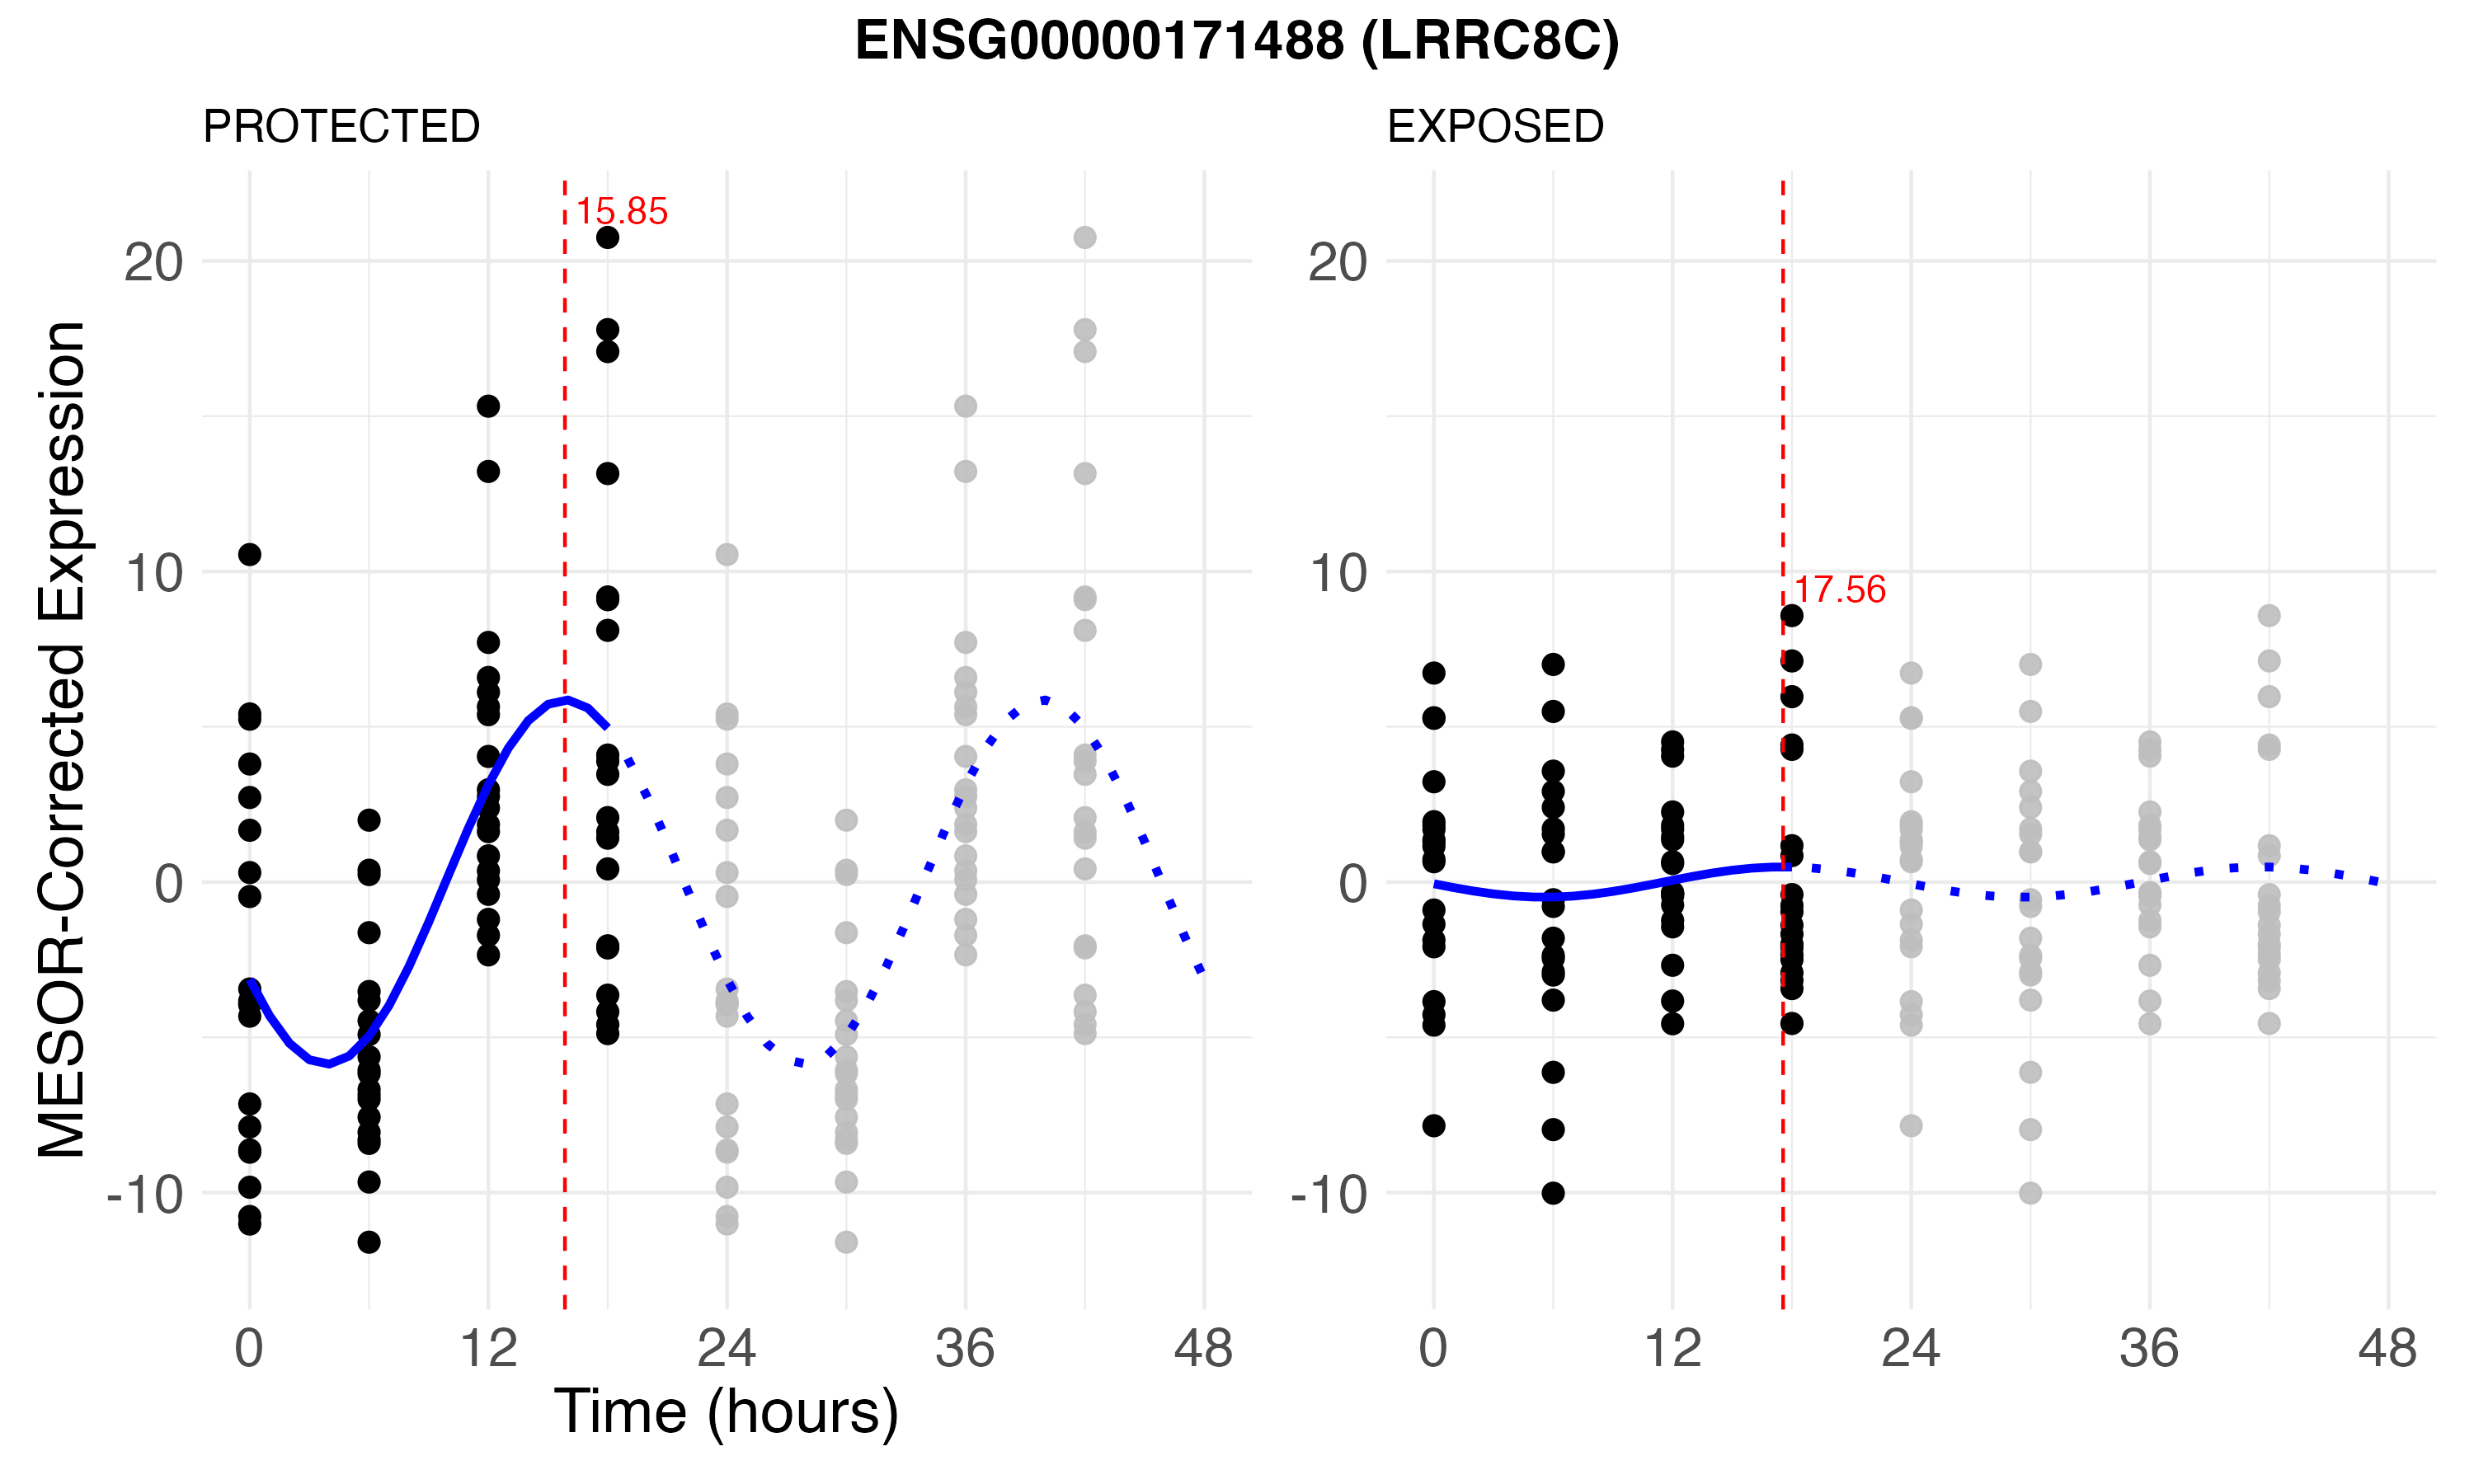 ENSG00000171488 (LRRC8C)
PROTECTED
EXPOSED
MESOR-Corrected Expression
20
10
0
-10
15.85
0 12 24 36 48
Time (hours)
20
10
0
-10
17.56
0 12 24 36 48